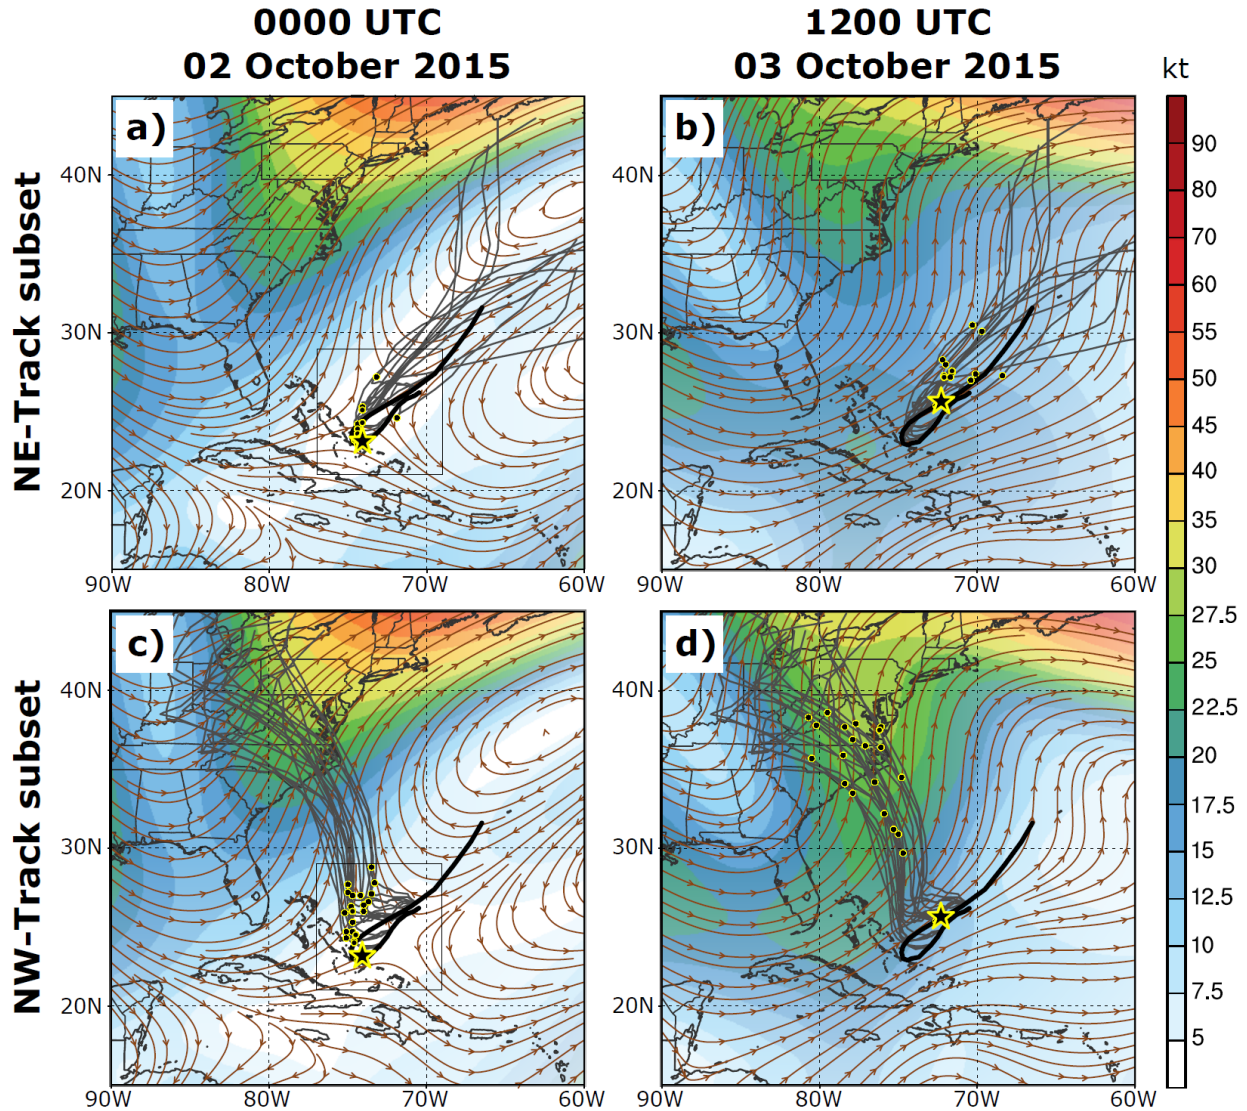 0000 UTC
02 October 2015
1200 UTC
03 October 2015
kt
NE-Track subset
a)
40N
30N
20N
90W
80W
70W
60W
b)
40N
30N
20N
90W
80W
70W
60W
90
80
70
60
55
50
45
40
35
30
27.5
25
22.5
20
17.5
15
12.5
10
7.5
5
NW-Track subset
c)
40N
30N
20N
90W
80W
70W
60W
d)
40N
30N
20N
90W
80W
70W
60W